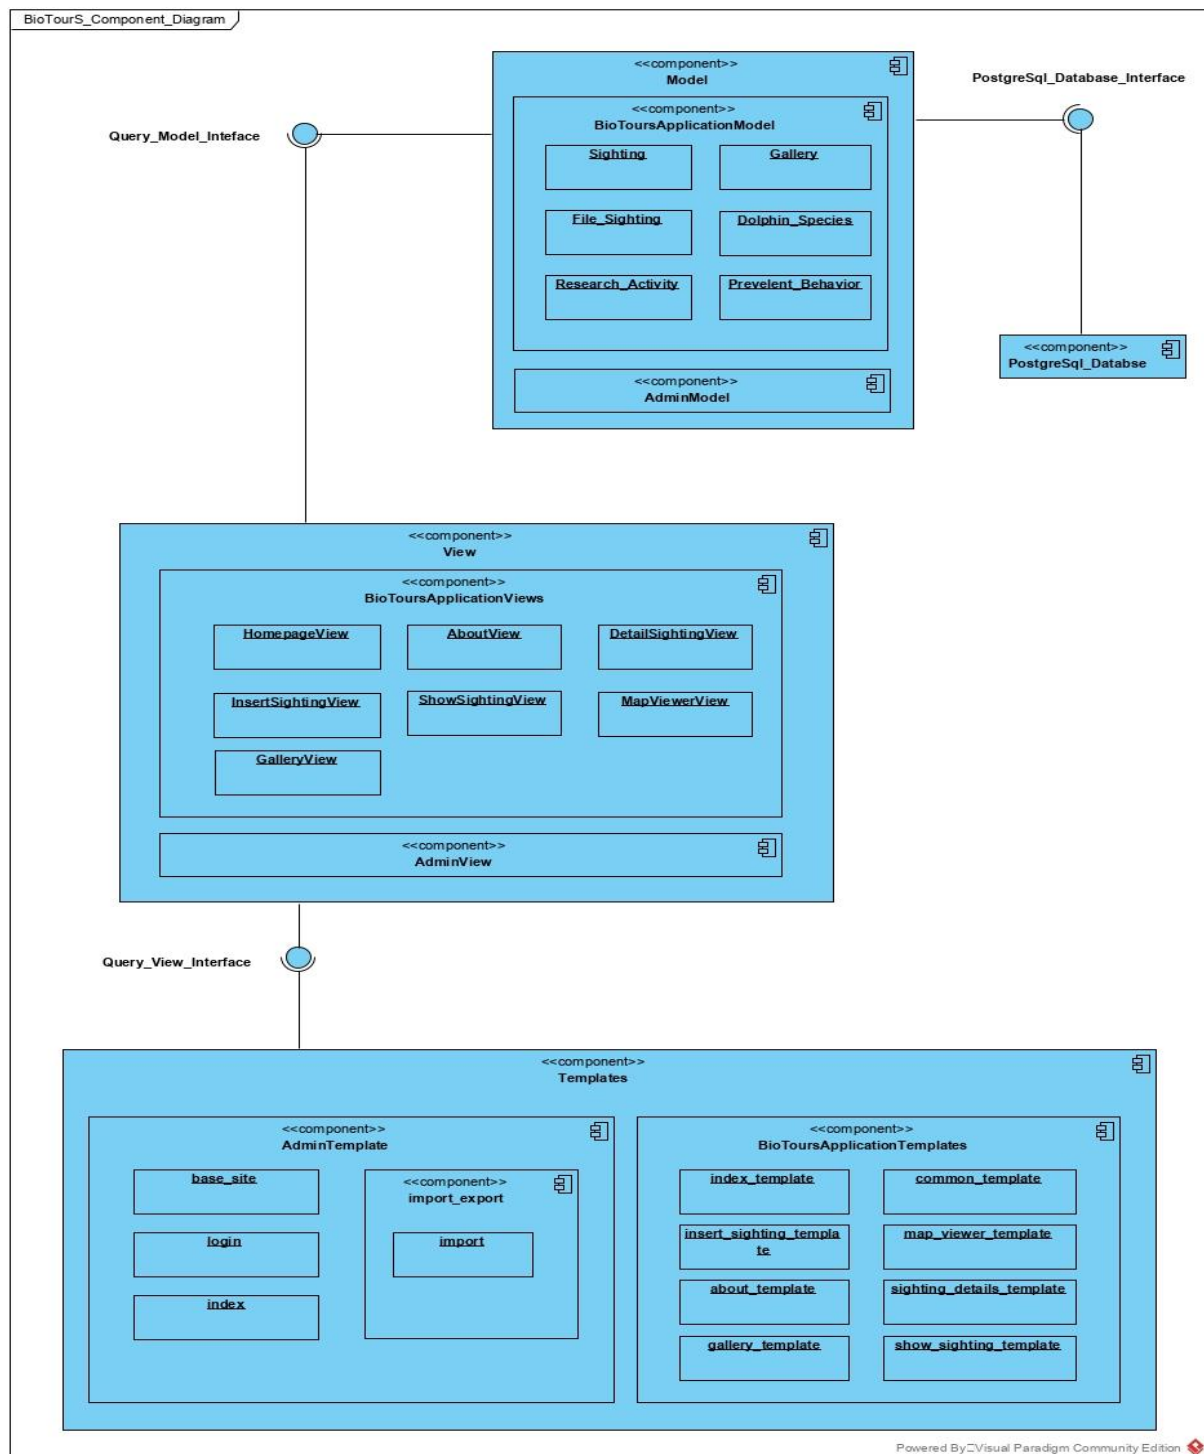 BioTourS_Component_Diagram
<<component>>
Model
PostgreSql_Database_Interface
<<component>>
BioToursApplicationModel
Query_Model_Inteface
Sighting
Gallery
File_Sighting
Dolphin_Species
Research_Activity
Prevelent_Behavior
<<component>>
PostgreSql_Databse
<<component>>
AdminModel
<<component>>
View
<<component>>
BioToursApplicationViews
HomepageView
AboutView
DetailSightingView
InsertSightingView
ShowSightingView
MapViewerView
GalleryView
<<component>>
AdminView
Query_View_Interface
<<component>>
Templates
<<component>>
AdminTemplate
base_site
login
index
<<component>>
import_export
import
<<component>>
BioToursApplicationTemplates
index_template
common_template
insert_sighting_templa
te
map_viewer_template
about_template
sighting_details_template
gallery_template
show_sighting_template
Powered By Visual Paradigm Community Edition